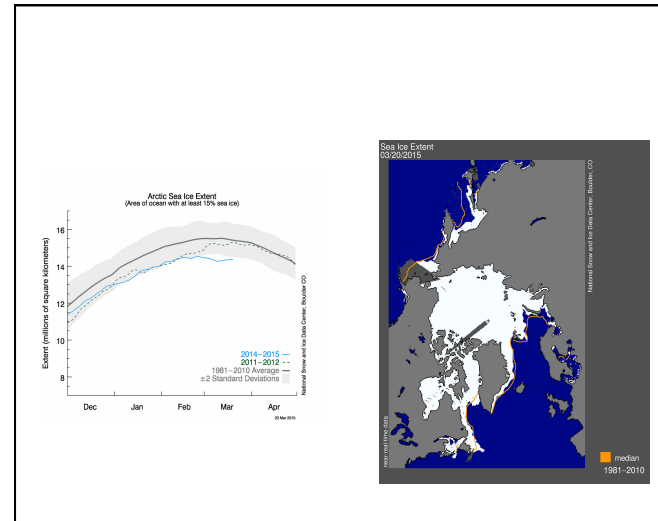 Arctic Sea Ice Extent
(Area of ocean with at least 15% sea ice)
Extent (millions of square kilometers)
16
14
12
10
8
2014−2015
2011−2012
1981−2010 Average
±2 Standard Deviations
Dec
Jan
Feb
Mar
Apr
20 Mar 2015
National Snow and Ice Data Center, Boulder CO
Sea Ice Extent
03/20/2015
National Snow and Ice Data Center, Boulder, CO
near-real-time data
median
1981−2010